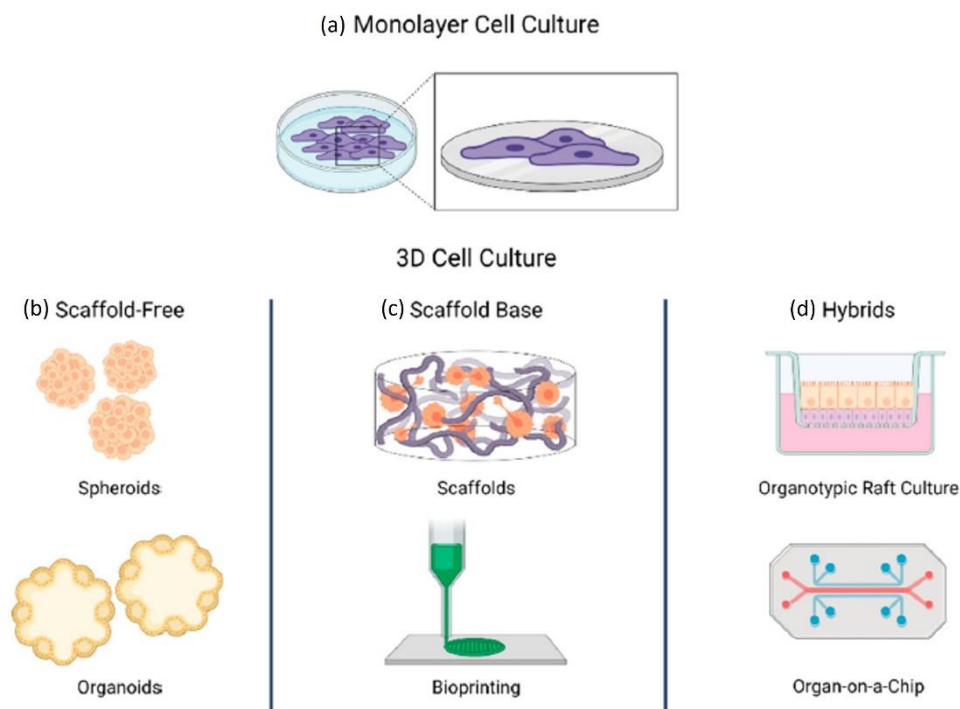 (a) Monolayer Cell Culture
3D Cell Culture
(b) Scaffold-Free
(c) Scaffold Base
(d) Hybrids
Spheroids
Scaffolds
Organotypic Raft Culture
Organoids
Bioprinting
Organ-on-a-Chip